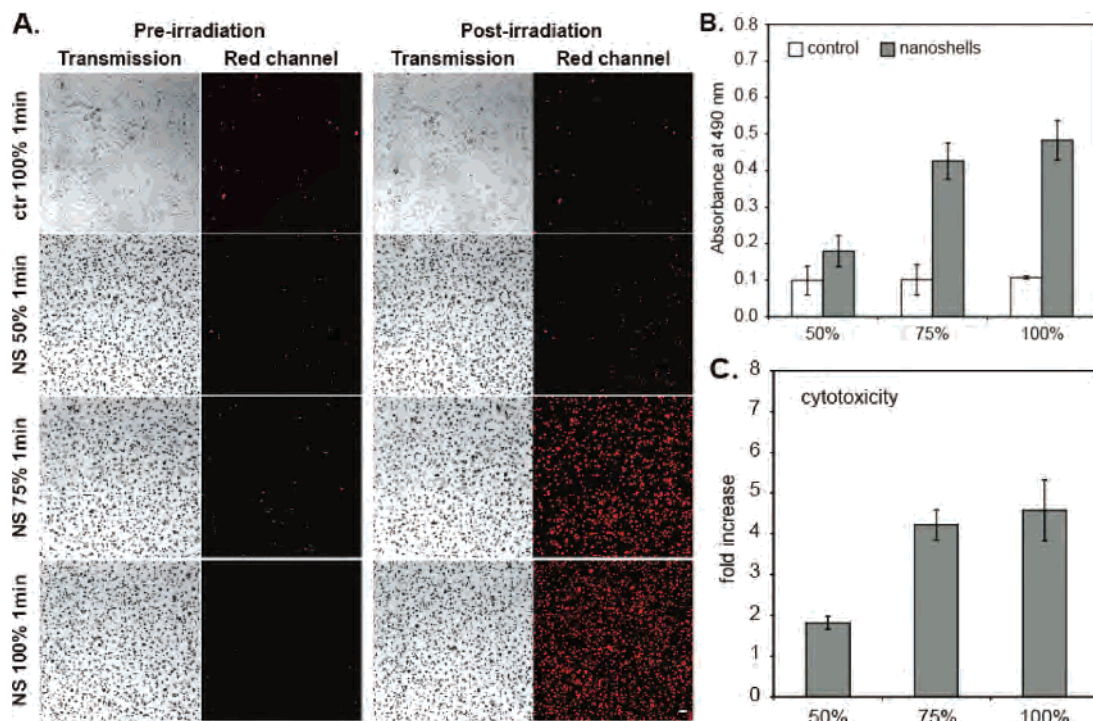 A.
Pre-irradiation
Post-irradiation
Transmission Red channel
Transmission Red channel
ctr 100% 1min
NS 50% 1min
NS 75% 1min
NS 100% 1min
B.
control nanoshells
Absorbance at 490 nm
0.8
0.7
0.6
0.5
0.4
0.3
0.2
0.1
0.0
50% 75% 100%
C.
cytotoxicity
fold increase
8
7
6
5
4
3
2
1
0
50% 75% 100%